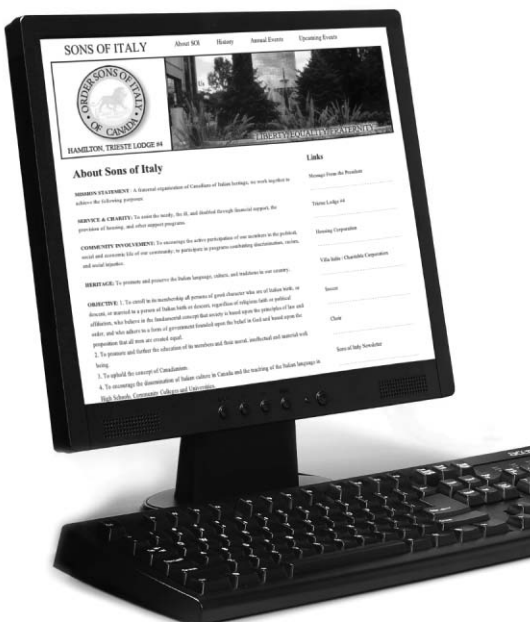 SONS OF ITALY
About SOI History Annual Events Upcoming Events
ORDER SONS OF ITALY
OF CANADA
HAMILTON, TRIESTE LODGE #4
LIBERTY EQUALITY FRATERNITY
About Sons of Italy
MISSION STATEMENT - A fraternal organization of Canadians of Italian heritage, we work together to
achieve the following purposes
SERVICE & CHARITY: To assist the needy, the ill, and disabled through financial support, the
provision of housing, and other support programs.
COMMUNITY INVOLVEMENT: To encourage the active participation of our members in the political,
social and economic life of our community; to participate in programs combatting discrimination, racism,
and social injustice.
HERITAGE: To promote and preserve the Italian language, culture, and traditions in our country.
OBJECTIVE: 1. To enroll in its membership all persons of good character who are of Italian birth, or
descent, or married to a person of Italian birth or descent, regardless of religious faith or political
affiliation, who believe in the fundamental concept that society is based upon the principles of law and
order, and who adhere to a form of government founded upon the belief in God and based upon the
proposition that all men are created equal.
2. To promote and further the education of its members and their moral, intellectual and material well
being.
3. To uphold the concept of Canadianism.
4. To encourage the dissemination of Italian culture in Canada and the teaching of the Italian language in
High Schools, Community Colleges and Universities.
Links
Message From the President
Trieste Lodge #4
Housing Corporation
Villa Italia - Charitable Corporation
Soccer
Choir
Sons of Italy Newsletter